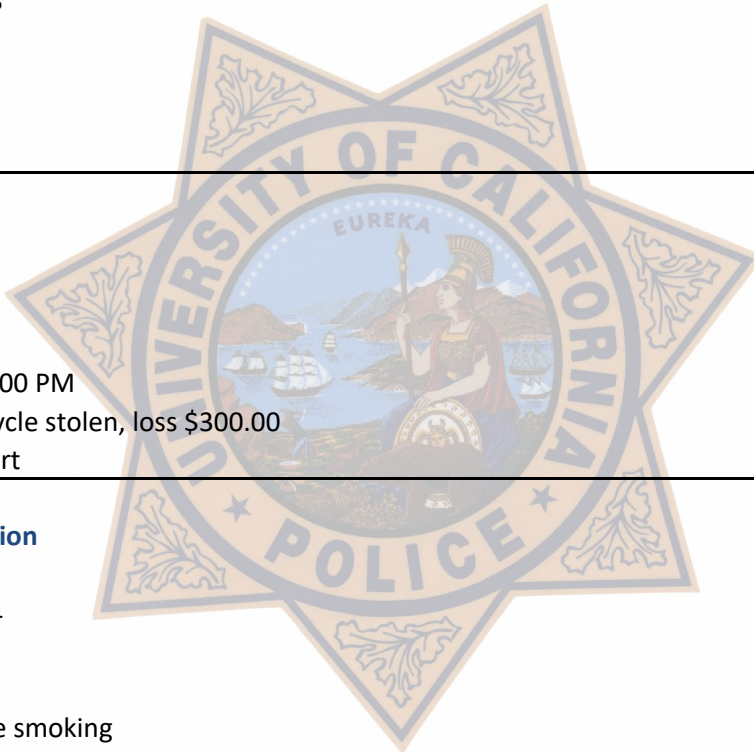 UNIVERSITY OF CALIFORNIA
EUREKA
:00 PM
ycle stolen, loss $300.00
rt
POLICE
ion
e smoking